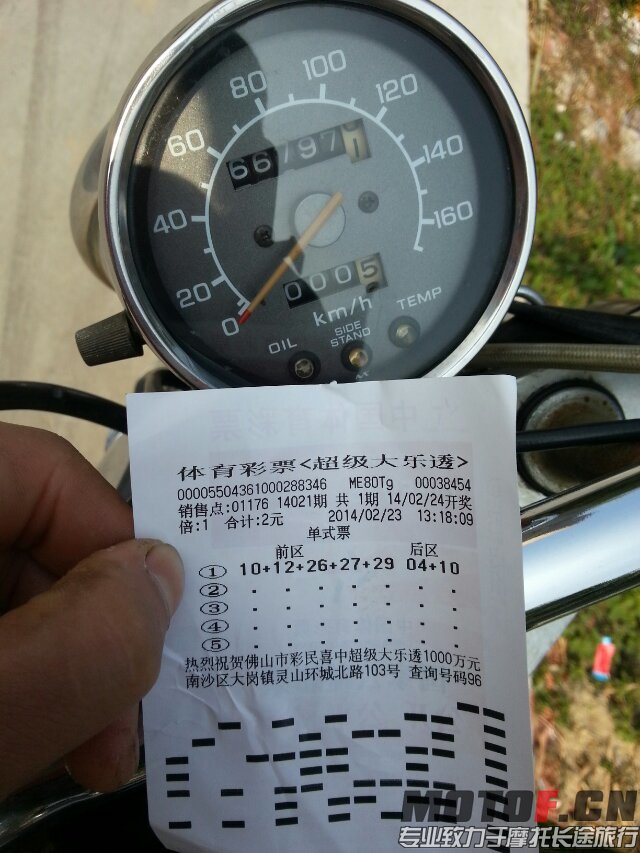 100
80
120
60
667971
140
40
160
20
0005
0
km/h
TEMP
OIL
SIDE
STAND
体育彩票<超级大乐透>
000055043610002 88346 ME8OTg 00038454
销售点:01176 14021期 共 1期 14/02/24开奖
倍:1 合计:2元 2014/02/23 13:18:09
单式票
前区 后区
① 10+12+26+27+29 04+10
②
③
④
⑤
热烈祝贺佛山市彩民喜中超级大乐透1000万元
南沙区大岗镇灵山环城北路103号 查询号码96
MOTOF.CN
专业致力于摩托长途旅行